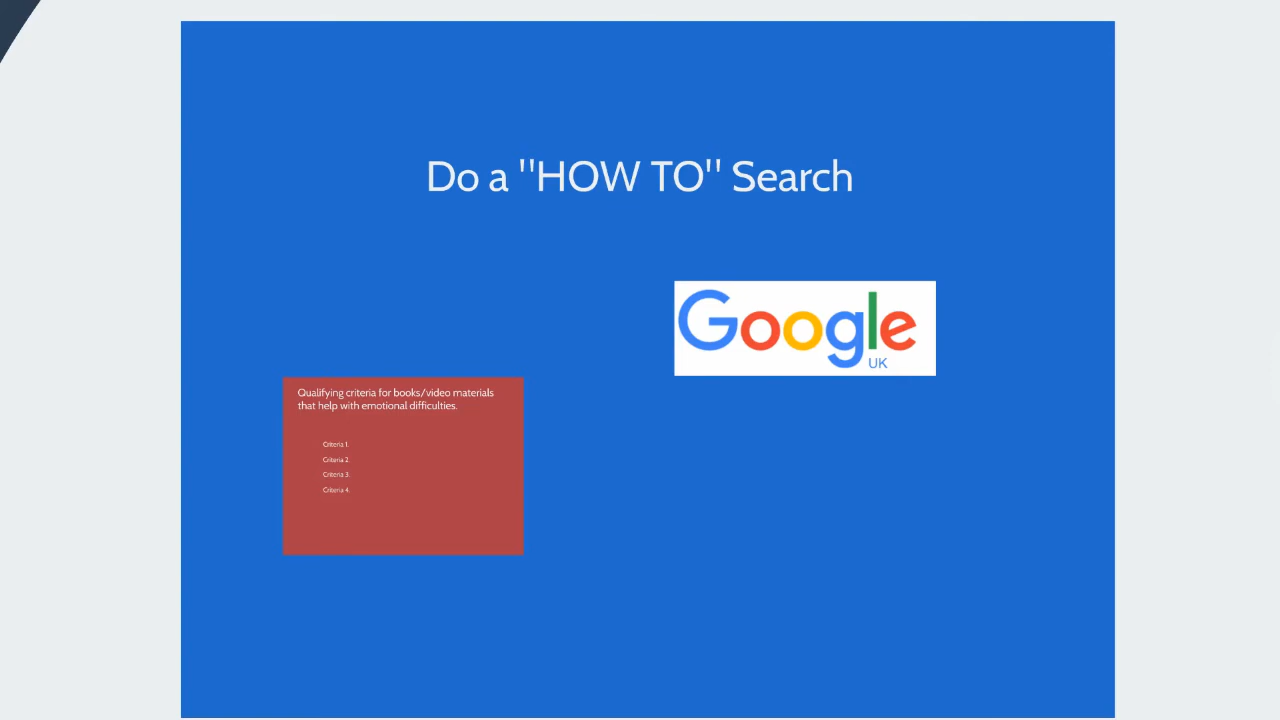 Do a "HOW TO" Search
Google
UK
Qualifying criteria for books/video materials
that help with emotional difficulties.
Criteria 1.
Criteria 2.
Criteria 3.
Criteria 4.